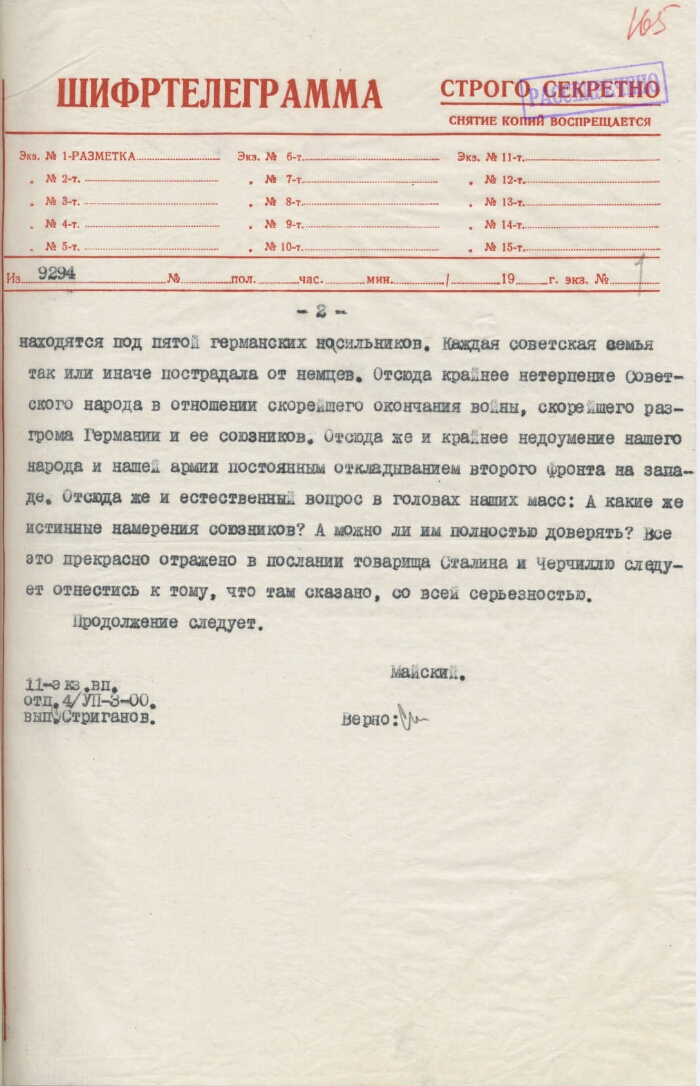 165
ШИФРТЕЛЕГРАММА
СТРОГО СЕКРЕТНО
РАССЕКРЕЧЕНО
СНЯТИЕ КОПИЙ ВОСПРЕЩАЕТСЯ
Экз. № 1-РАЗМЕТКА Экз. № 6-т. Экз. № 11-т.
„ № 2-т. „ № 7-т. „ № 12-т.
„ № 3-т. „ № 8-т. „ № 13-т.
„ № 4-т. „ № 9-т. „ № 14-т.
„ № 5-т. „ № 10-т. „ № 15-т.
Из 9294 № пол. час. мин. / 19 г. экз. № 1
- 2 -
находятся под пятой германских носильников. Каждая советская семья
так или иначе пострадала от немцев. Отсюда крайнее нетерпение Совет-
ского народа в отношении скорейшего окончания войны, скорейшего раз-
грома Германии и ее союзников. Отсюда же и крайнее недоумение нашего
народа и нашей армии постоянным откладыванием второго фронта на запа-
де. Отсюда же и естественный вопрос в головах наших масс: А какие же
истинные намерения союзников? А можно ли им полностью доверять? Все
это прекрасно отражено в послании товарища Сталина и Черчиллю следу-
ет отнестись к тому, что там сказано, со всей серьезностью.
Продолжение следует.
Майский.
11-экз.вп.
отп.4/УП-3-00.
вып.Стриганов.
Верно: